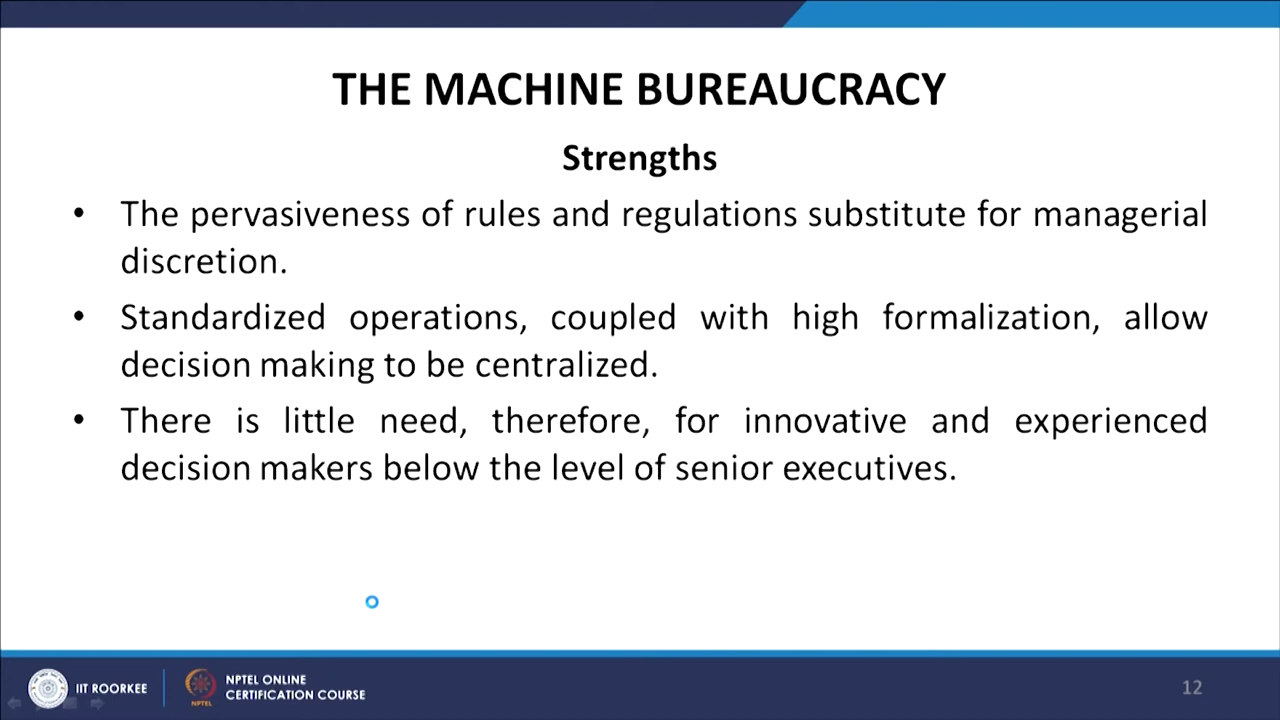 THE MACHINE BUREAUCRACY
Strengths
• The pervasiveness of rules and regulations substitute for managerial
discretion.
• Standardized operations, coupled with high formalization, allow
decision making to be centralized.
• There is little need, therefore, for innovative and experienced
decision makers below the level of senior executives.
IIT ROORKEE
NPTEL
NPTEL ONLINE
CERTIFICATION COURSE
12